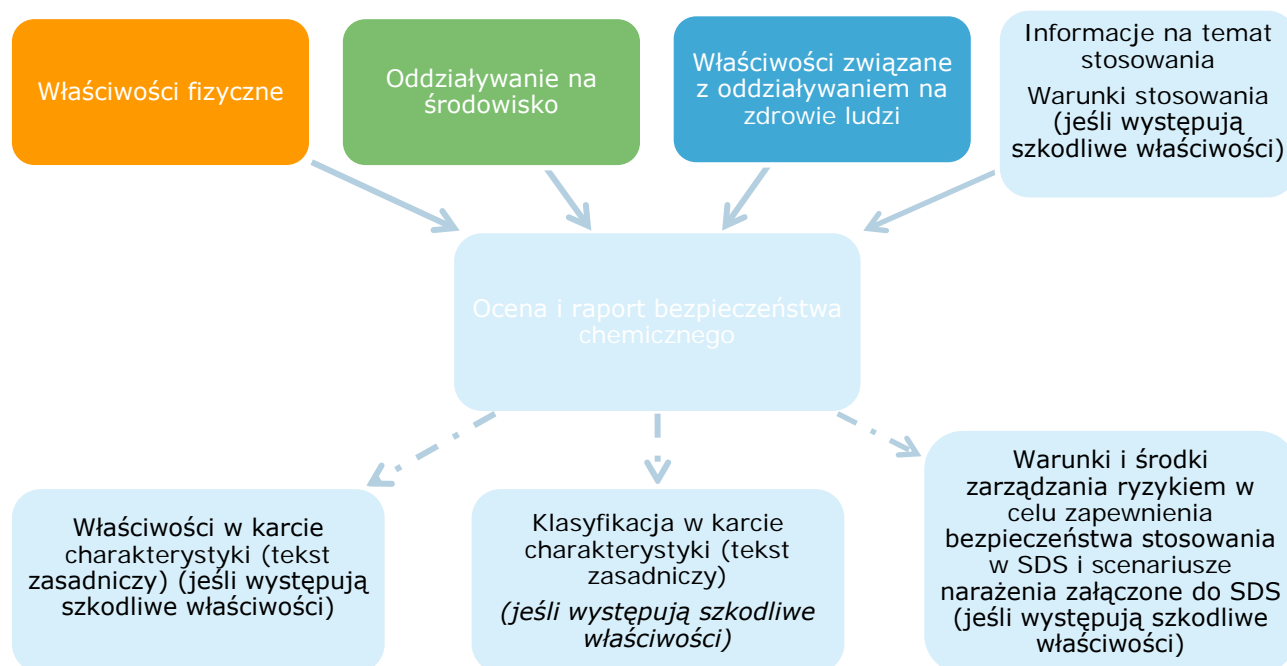 Właściwości fizyczne
Oddziaływanie na
środowisko
Właściwości związane
z oddziaływaniem na
zdrowie ludzi
Informacje na temat
stosowania
Warunki stosowania
(jeśli występują
szkodliwe właściwości)
Ocena i raport bezpieczeństwa
chemicznego
Właściwości w karcie
charakterystyki (tekst
zasadniczy) (jeśli występują
szkodliwe właściwości)
Klasyfikacja w karcie
charakterystyki (tekst
zasadniczy)
(jeśli występują szkodliwe
właściwości)
Warunki i środki
zarządzania ryzykiem w
celu zapewnienia
bezpieczeństwa stosowania
w SDS i scenariusze
narażenia załączone do SDS
(jeśli występują szkodliwe
właściwości)